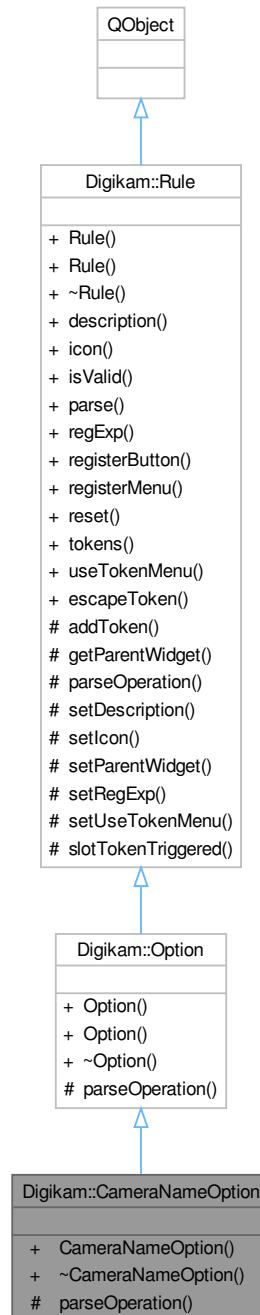 QObject
Digikam::Rule
+ Rule()
+ Rule()
+ ~Rule()
+ description()
+ icon()
+ isValid()
+ parse()
+ regExp()
+ registerButton()
+ registerMenu()
+ reset()
+ tokens()
+ useTokenMenu()
+ escapeToken()
# addToken()
# getParentWidget()
# parseOperation()
# setDescription()
# setIcon()
# setParentWidget()
# setRegExp()
# setUseTokenMenu()
# slotTokenTriggered()
Digikam::Option
+ Option()
+ Option()
+ ~Option()
# parseOperation()
Digikam::CameraNameOption
+ CameraNameOption()
+ ~CameraNameOption()
# parseOperation()